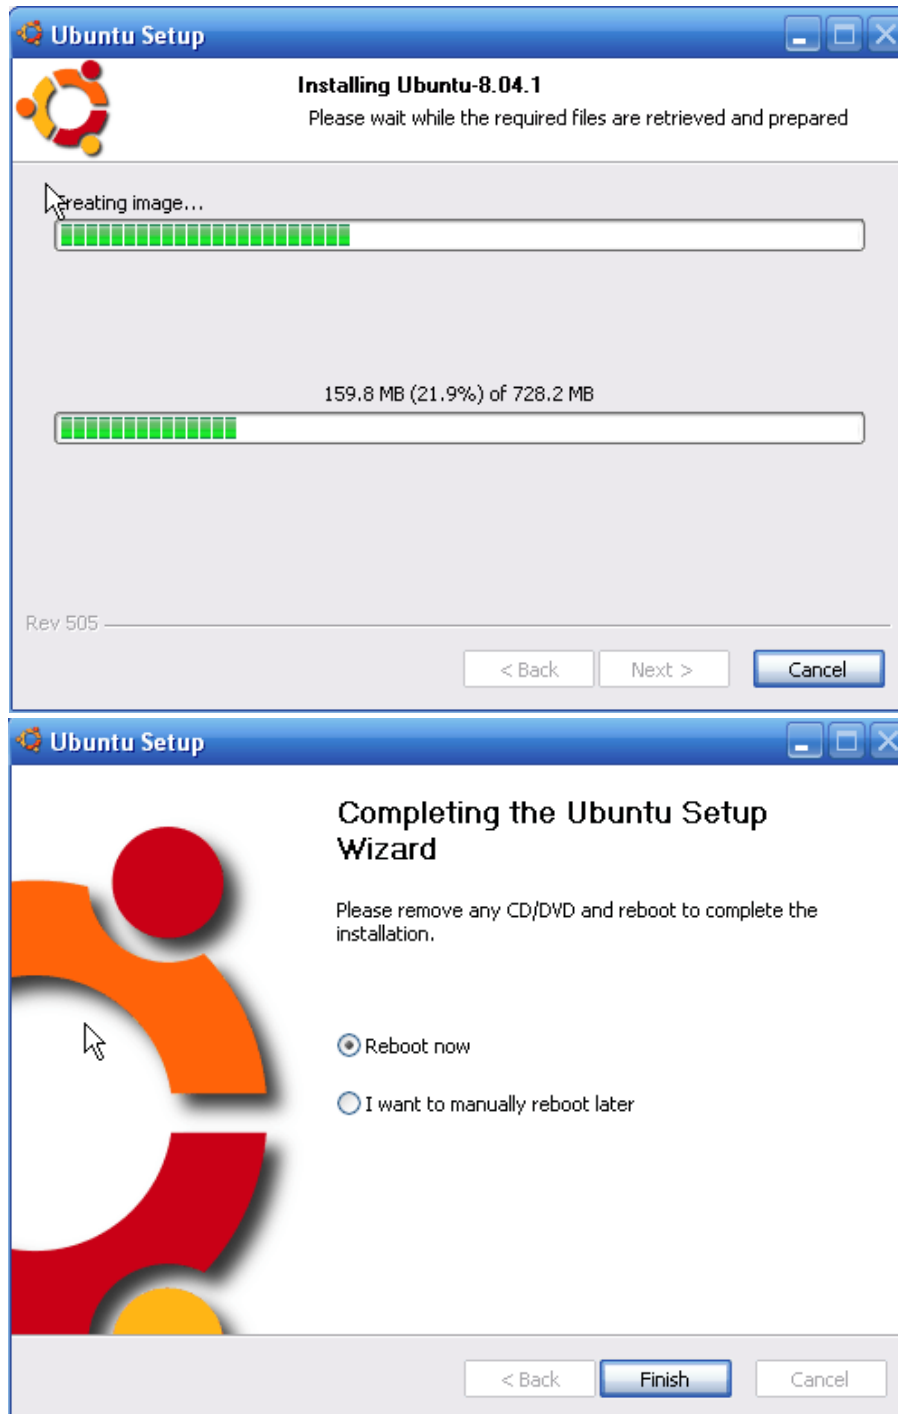 Ubuntu Setup
Installing Ubuntu-8.04.1
Please wait while the required files are retrieved and prepared
Creating image...
159.8 MB (21.9%) of 728.2 MB
Rev 505
< Back
Next >
Cancel
Ubuntu Setup
Completing the Ubuntu Setup
Wizard
Please remove any CD/DVD and reboot to complete the
installation.
Reboot now
I want to manually reboot later
< Back
Finish
Cancel